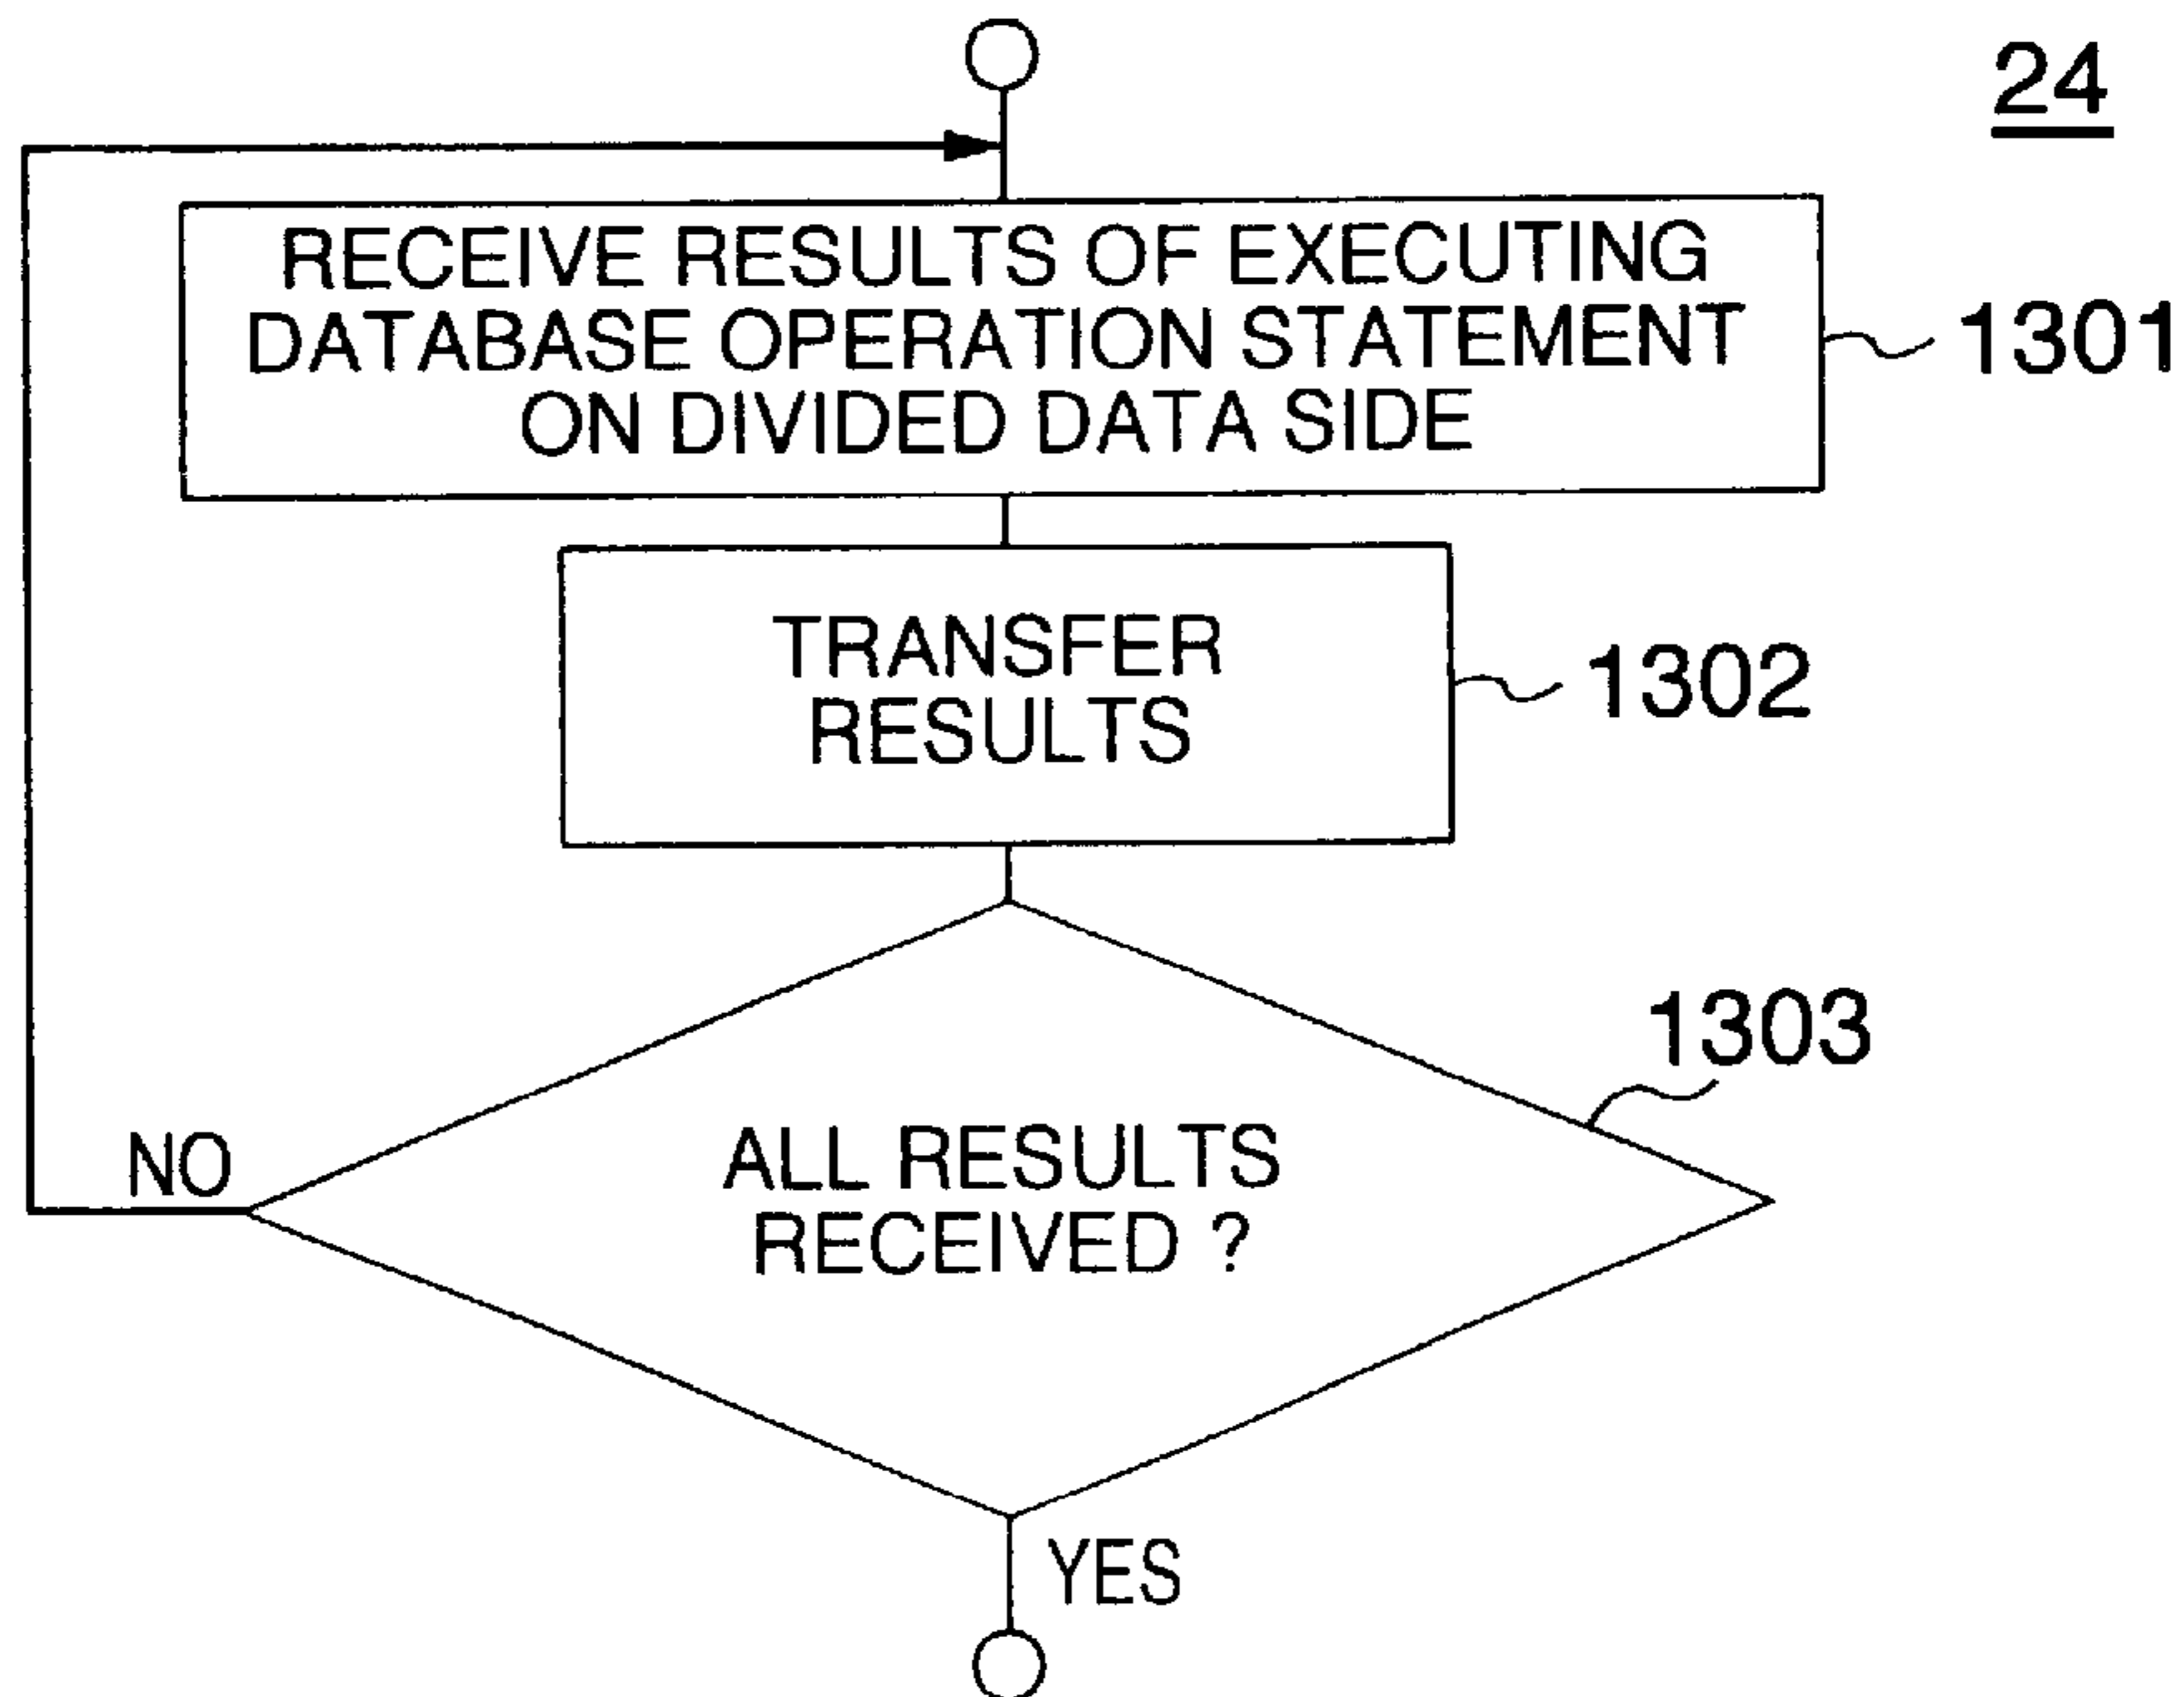 24
RECEIVE RESULTS OF EXECUTING
DATABASE OPERATION STATEMENT
ON DIVIDED DATA SIDE
1301
TRANSFER
RESULTS
1302
1303
ALL RESULTS
RECEIVED ?
NO
YES